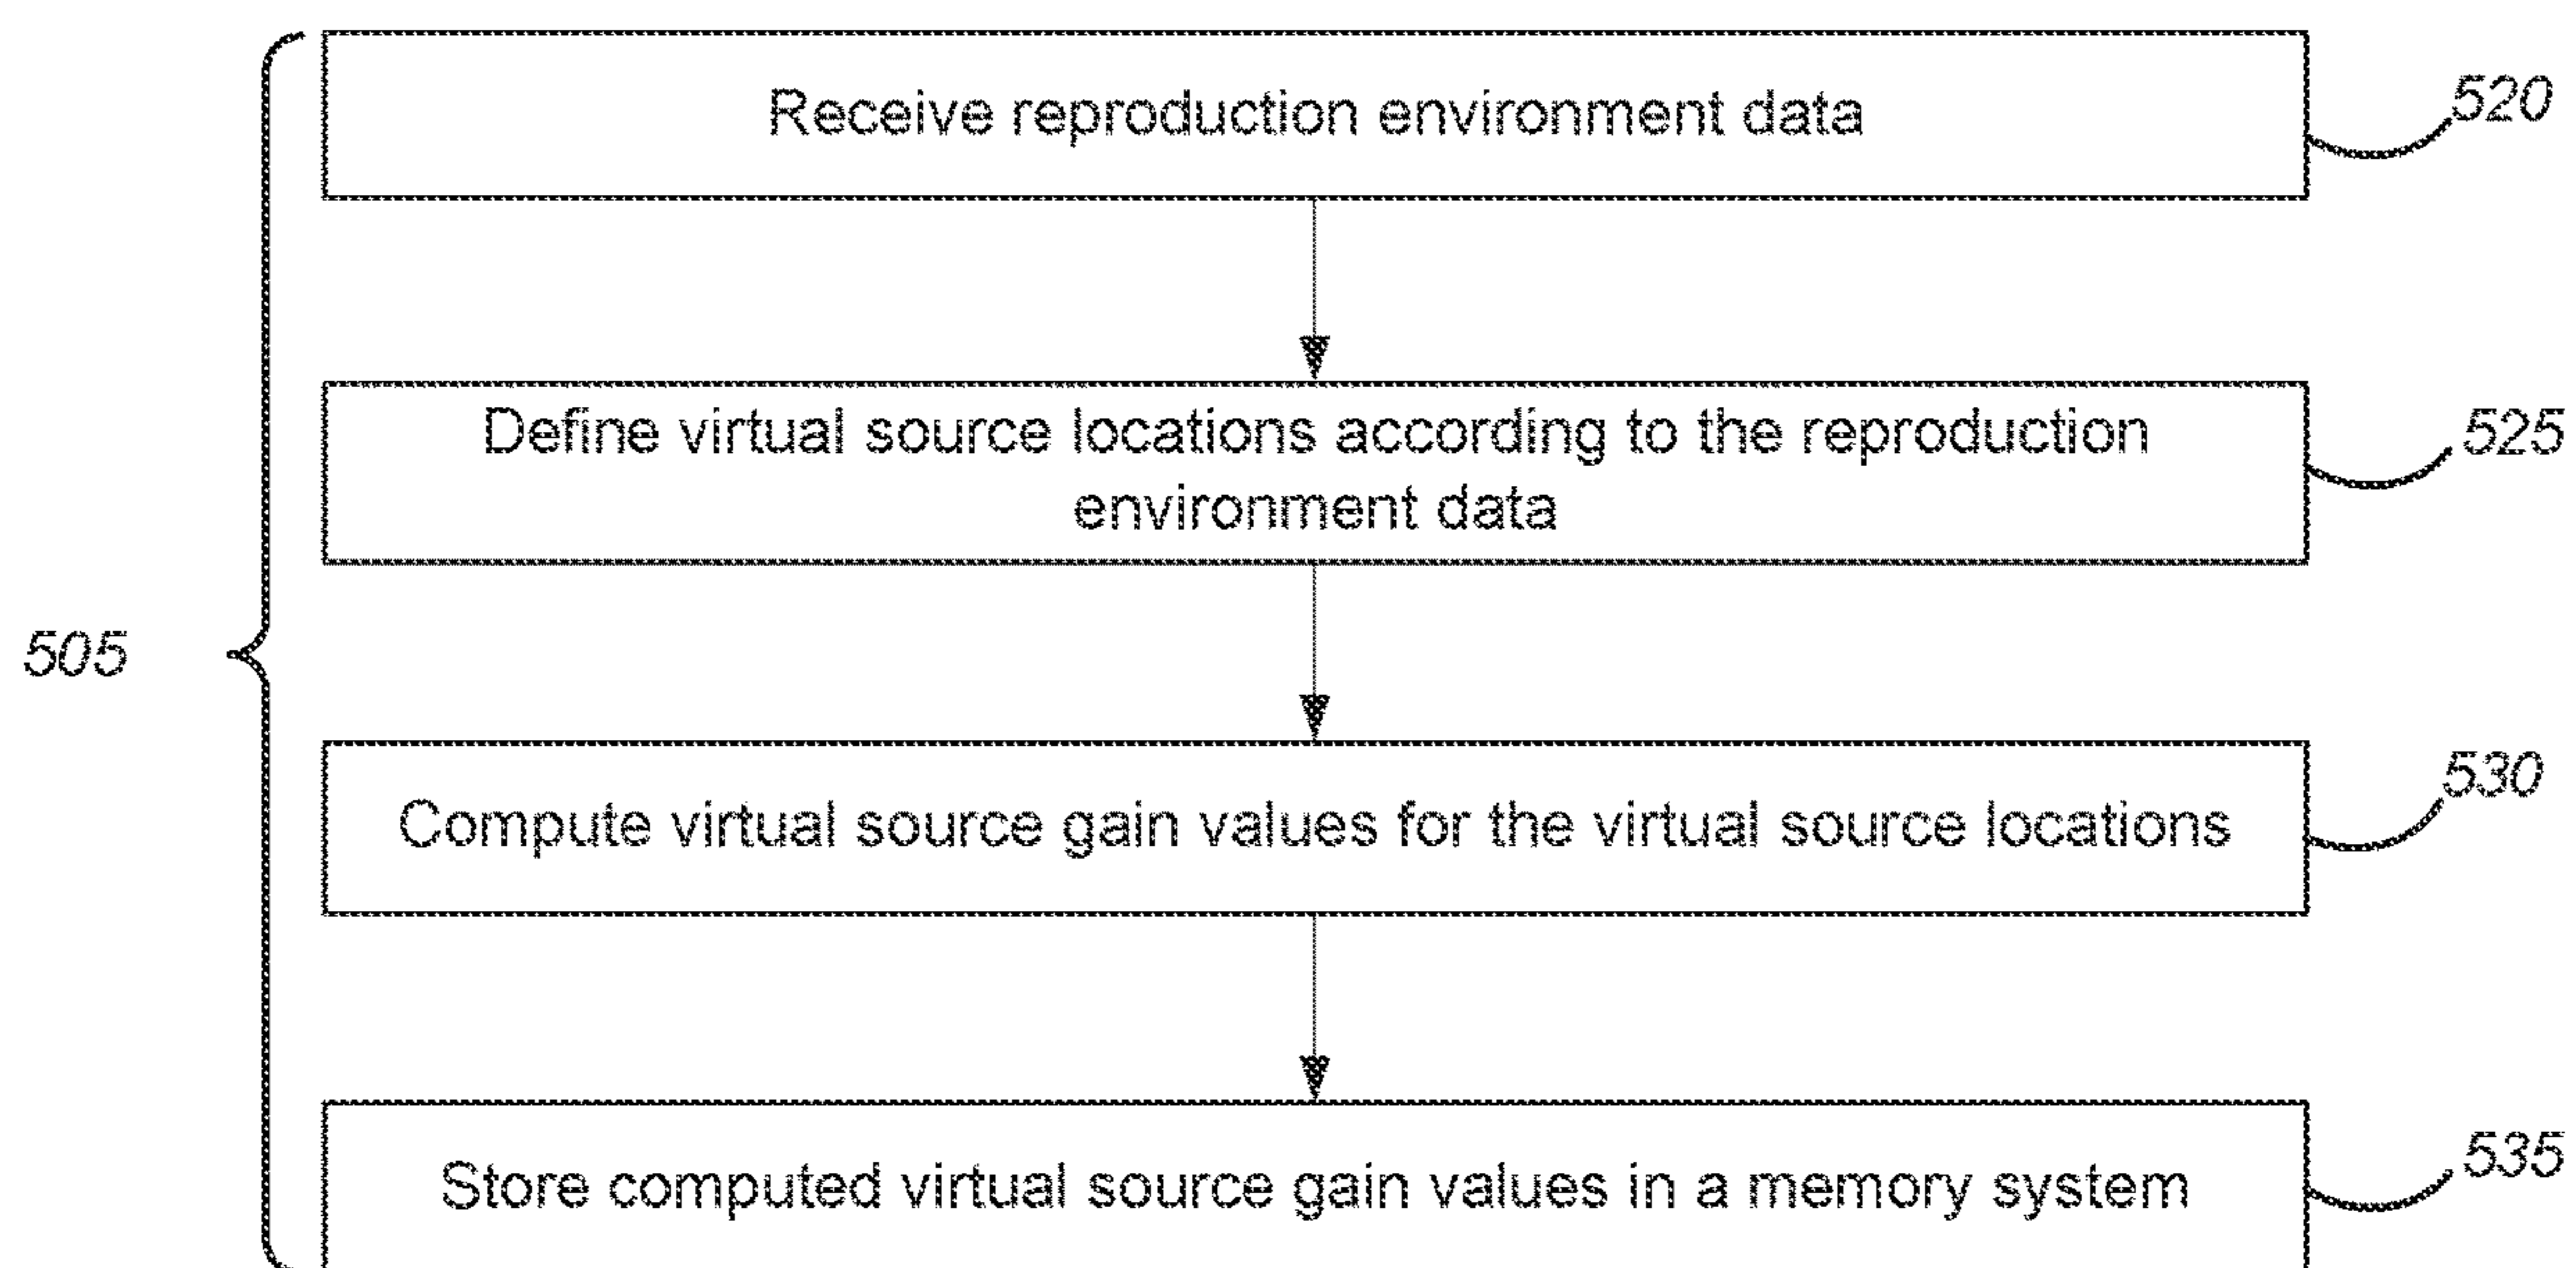 Receive reproduction environment data
520
Define virtual source locations according to the reproduction
environment data
525
505
Compute virtual source gain values for the virtual source locations
530
Store computed virtual source gain values in a memory system
535